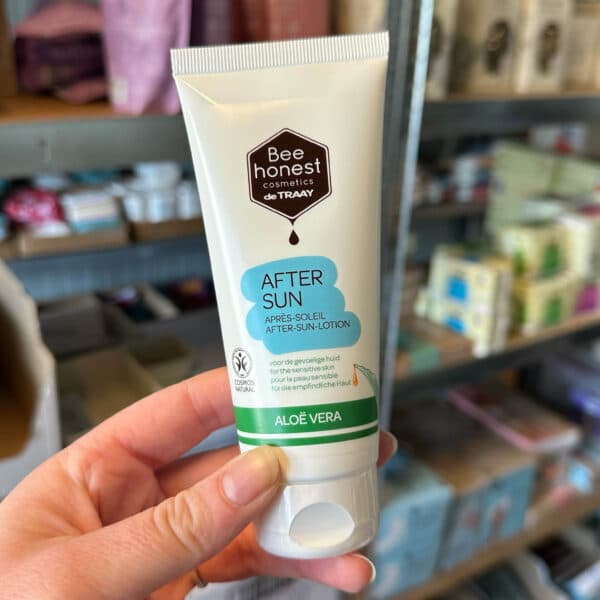 Bee
honest
cosmetics
de TRAAY
AFTER
SUN
APRÈS-SOLEIL
AFTER-SUN-LOTION
voor de gevoelige huid
for the sensitive skin
pour la peau sensible
für die empfindliche Haut
COSMOS
NATURAL
ALOË VERA